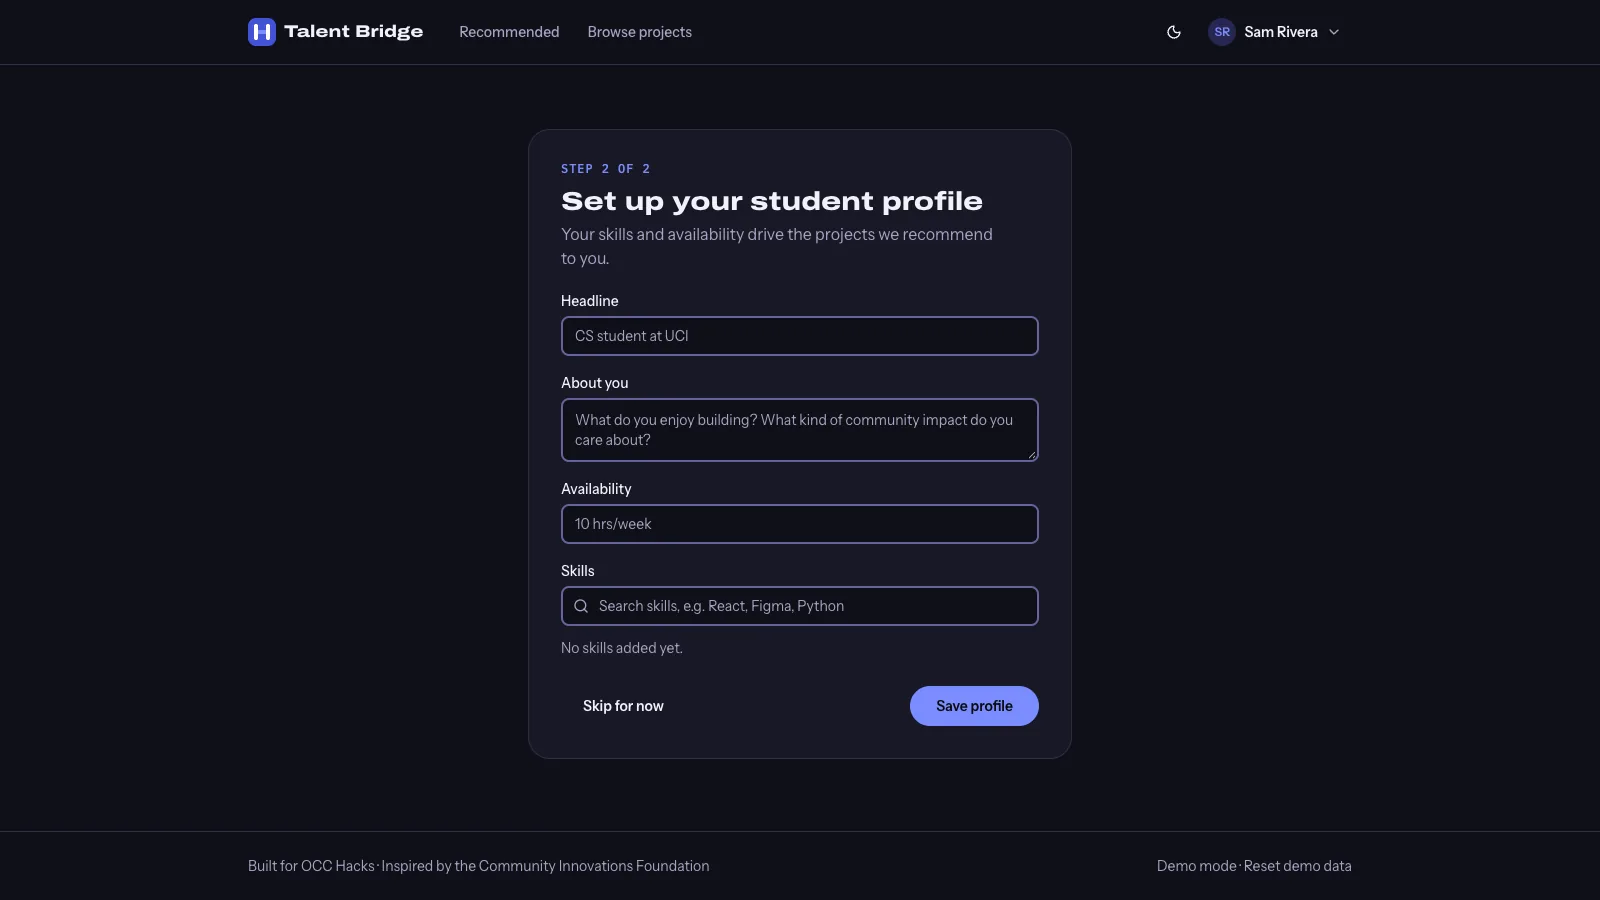 Talent Bridge
Recommended
Browse projects
SR
Sam Rivera
STEP 2 OF 2
Set up your student profile
Your skills and availability drive the projects we recommend
to you.
Headline
CS student at UCI
About you
What do you enjoy building? What kind of community impact do you
care about?
Availability
10 hrs/week
Skills
Search skills, e.g. React, Figma, Python
No skills added yet.
Skip for now
Save profile
Built for OCC Hacks · Inspired by the Community Innovations Foundation
Demo mode · Reset demo data